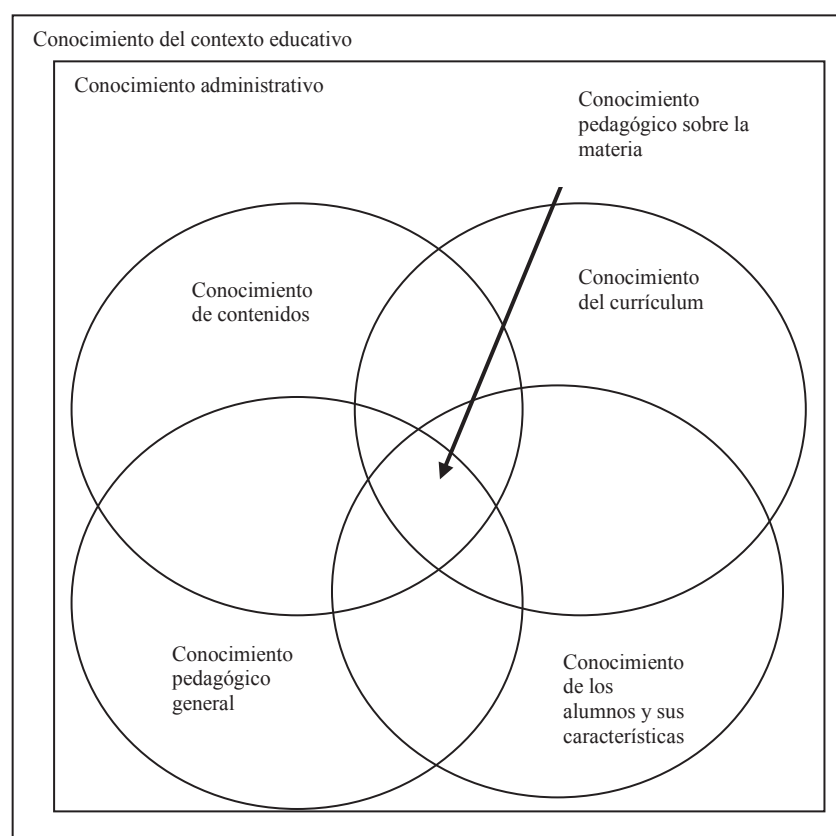 Conocimiento del contexto educativo
Conocimiento administrativo
Conocimiento
pedagógico sobre la
materia
Conocimiento
de contenidos
Conocimiento
del currículum
Conocimiento
pedagógico
general
Conocimiento
de los
alumnos y sus
características